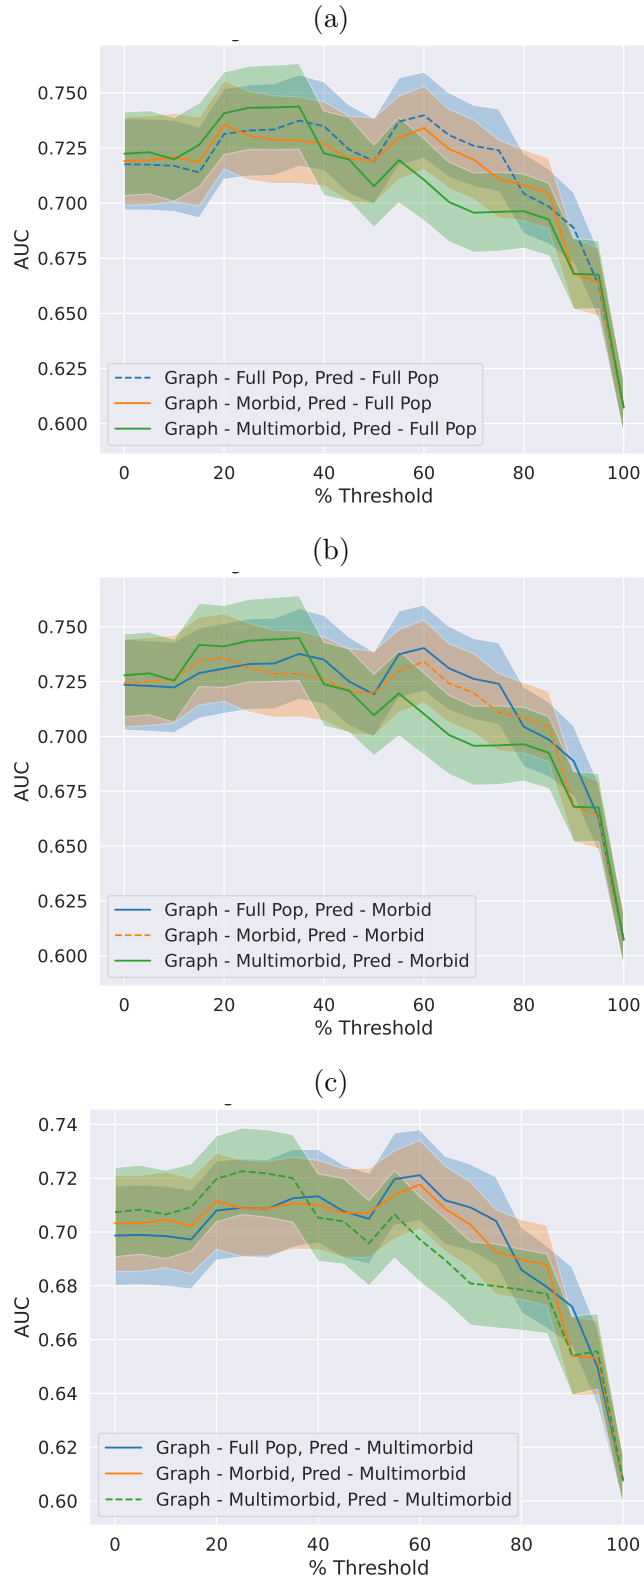 (a)
0.750
0.725
0.700
0.675
0.650
0.625
0.600
AUC
Graph - Full Pop, Pred - Full Pop
Graph - Morbid, Pred - Full Pop
Graph - Multimorbid, Pred - Full Pop
0 20 40 60 80 100
% Threshold
(b)
0.750
0.725
0.700
0.675
0.650
0.625
0.600
AUC
Graph - Full Pop, Pred - Morbid
Graph - Morbid, Pred - Morbid
Graph - Multimorbid, Pred - Morbid
0 20 40 60 80 100
% Threshold
(c)
0.74
0.72
0.70
0.68
0.66
0.64
0.62
0.60
AUC
Graph - Full Pop, Pred - Multimorbid
Graph - Morbid, Pred - Multimorbid
Graph - Multimorbid, Pred - Multimorbid
0 20 40 60 80 100
% Threshold